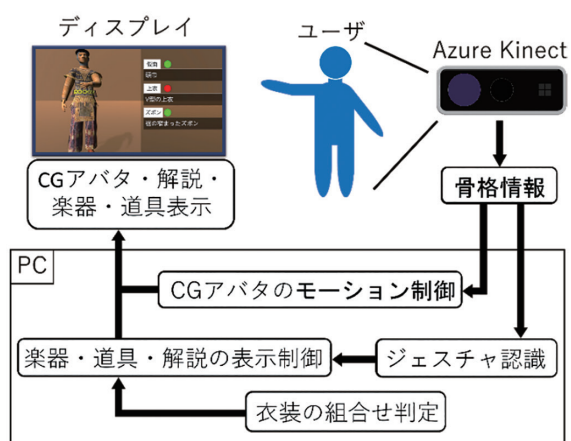 ディスプレイ
ユーザ
Azure Kinect
上衣
V型の上衣
ズボン
裾の窄まったズボン
CGアバタ・解説・
楽器・道具表示
骨格情報
PC
CGアバタのモーション制御
楽器・道具・解説の表示制御
ジェスチャ認識
衣装の組合せ判定